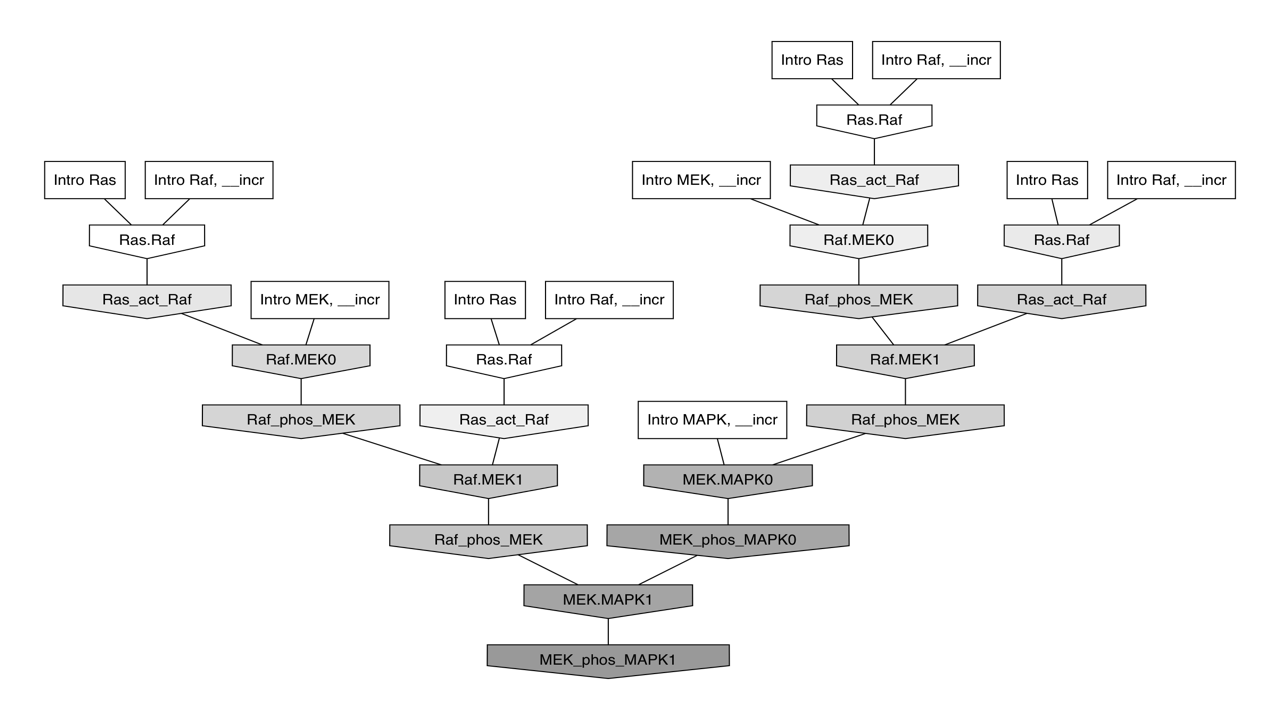 Intro Ras
Intro Raf, __incr
Ras.Raf
Intro Ras
Intro Raf, __incr
Intro MEK, __incr
Ras_act_Raf
Intro Ras
Intro Raf, __incr
Ras.Raf
Raf.MEK0
Ras.Raf
Ras_act_Raf
Intro MEK, __incr
Intro Ras
Intro Raf, __incr
Raf_phos_MEK
Ras_act_Raf
Raf.MEK0
Ras.Raf
Raf.MEK1
Raf_phos_MEK
Ras_act_Raf
Intro MAPK, __incr
Raf_phos_MEK
Raf.MEK1
MEK.MAPK0
Raf_phos_MEK
MEK_phos_MAPK0
MEK.MAPK1
MEK_phos_MAPK1